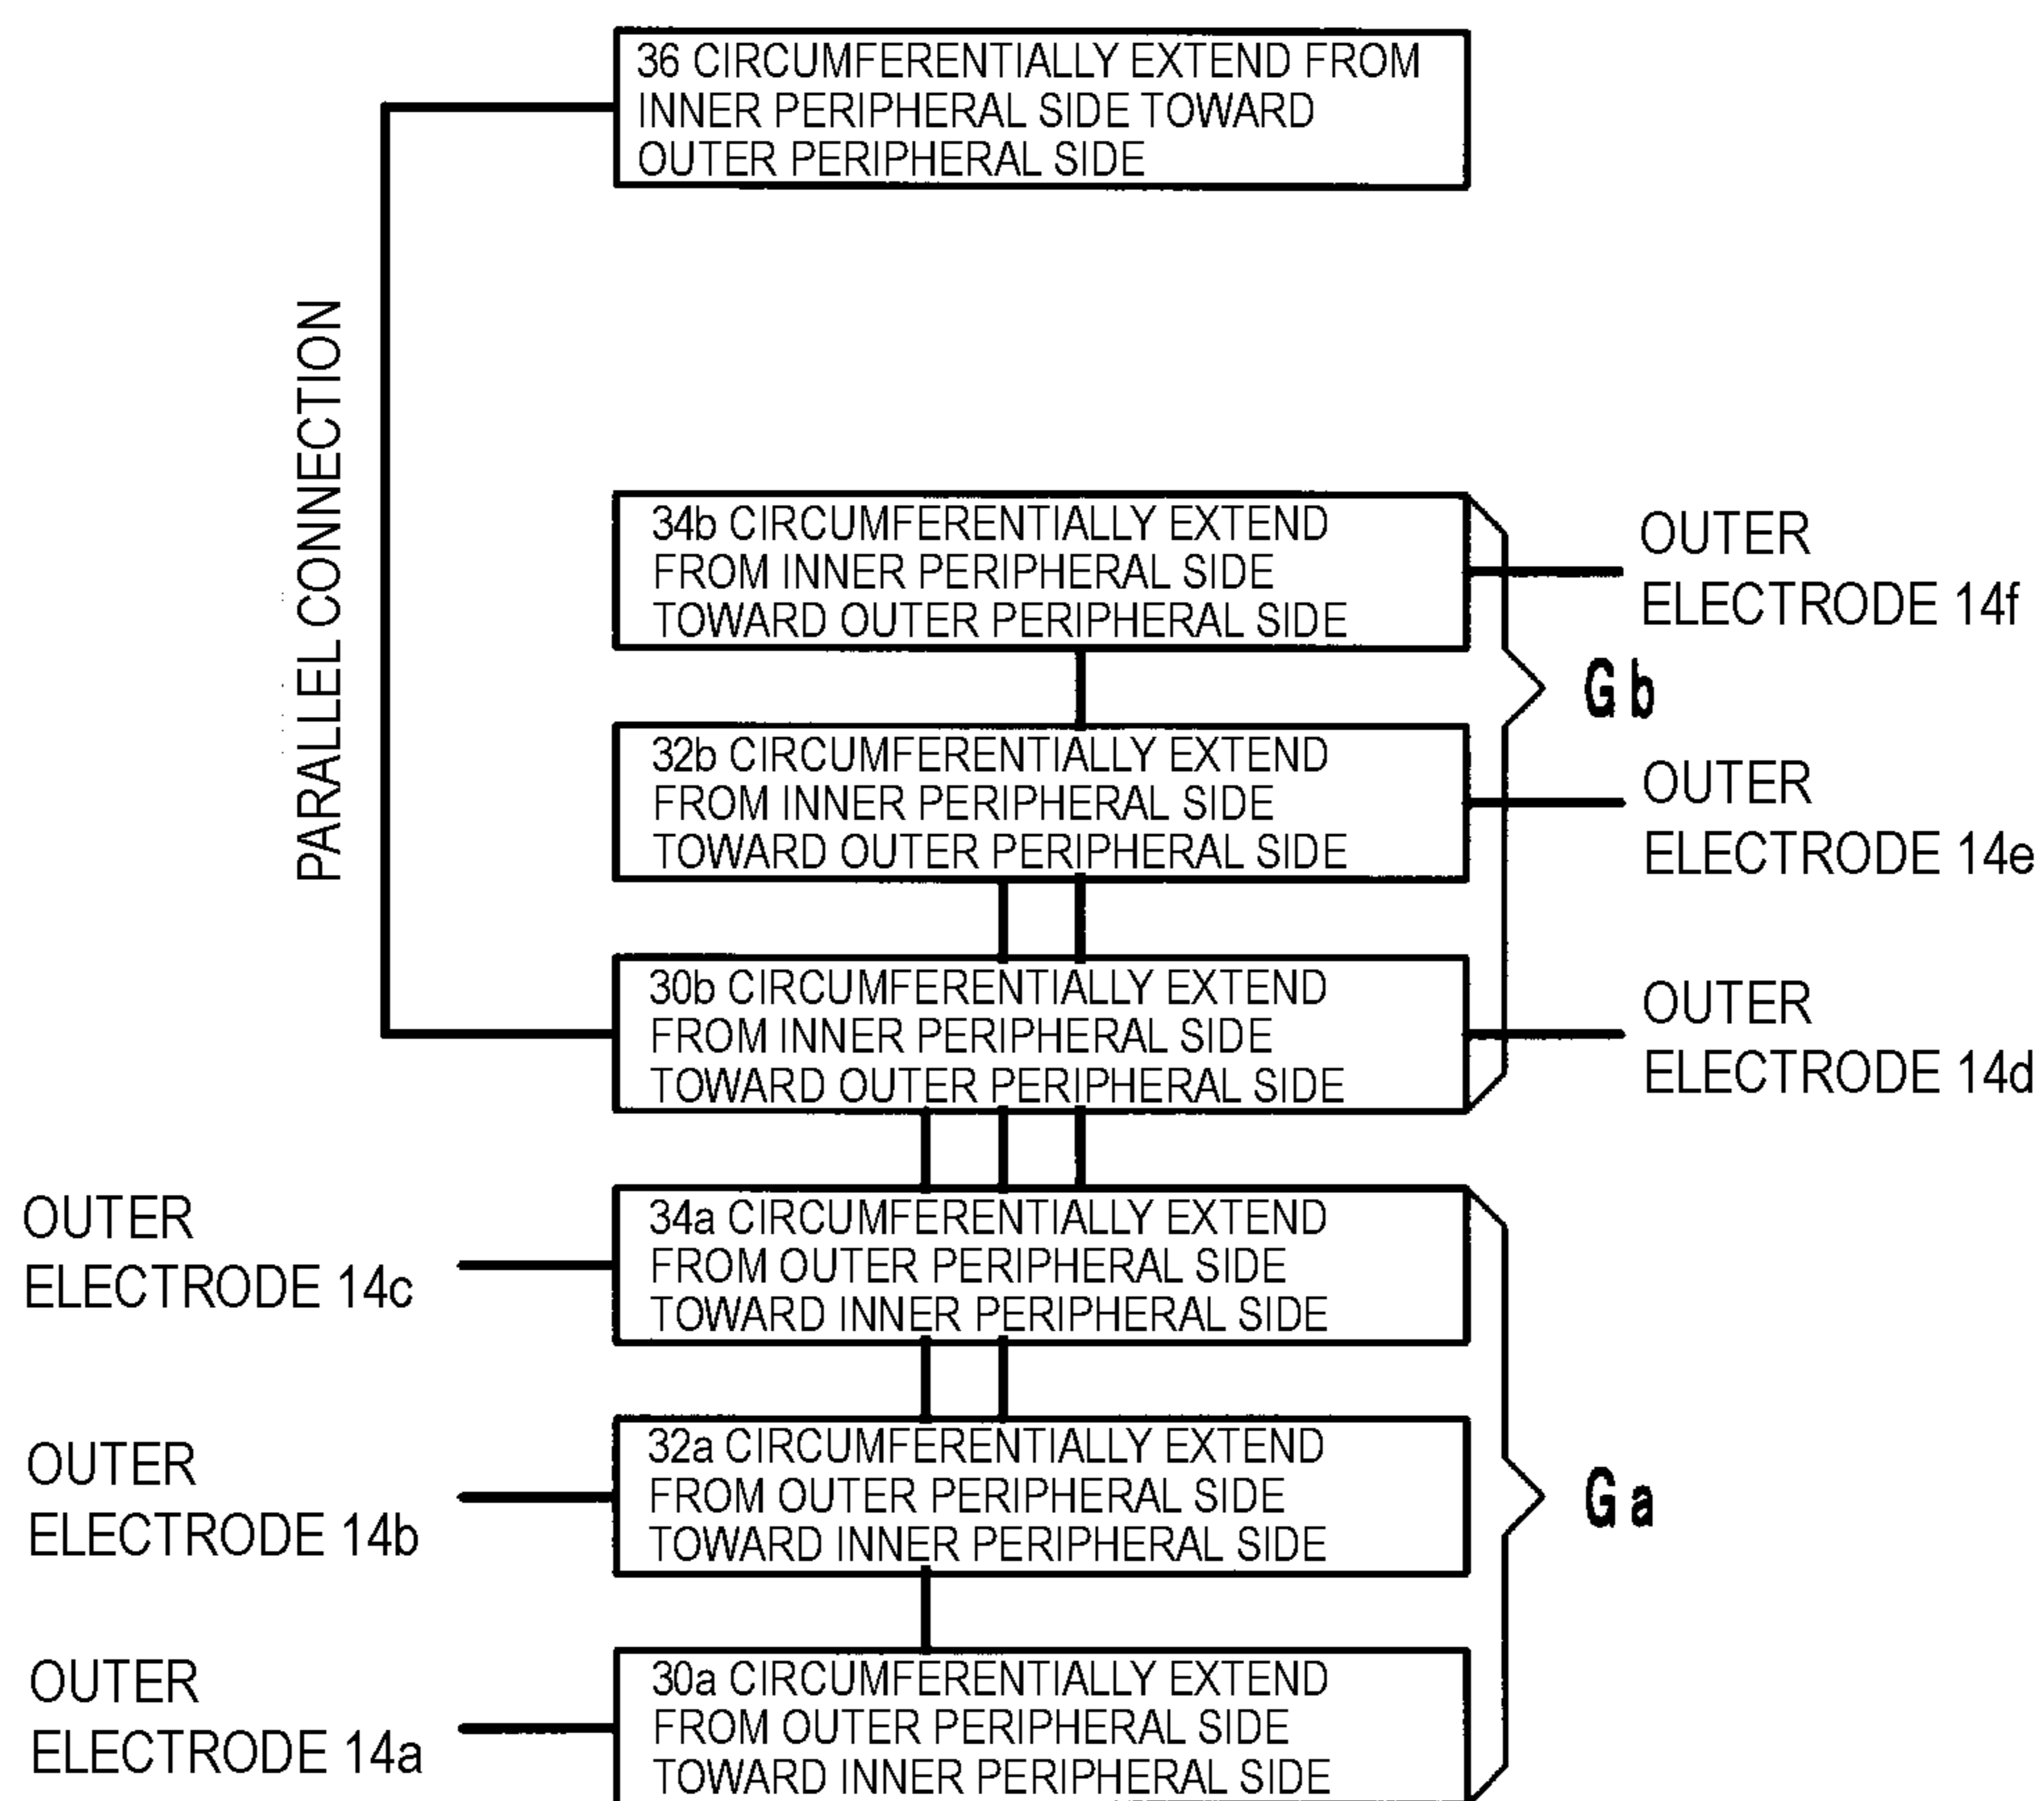 36 CIRCUMFERENTIALLY EXTEND FROM
INNER PERIPHERAL SIDE TOWARD
OUTER PERIPHERAL SIDE
PARALLEL CONNECTION
34b CIRCUMFERENTIALLY EXTEND
FROM INNER PERIPHERAL SIDE
TOWARD OUTER PERIPHERAL SIDE
OUTER
ELECTRODE 14f
Gb
32b CIRCUMFERENTIALLY EXTEND
FROM INNER PERIPHERAL SIDE
TOWARD OUTER PERIPHERAL SIDE
OUTER
ELECTRODE 14e
30b CIRCUMFERENTIALLY EXTEND
FROM INNER PERIPHERAL SIDE
TOWARD OUTER PERIPHERAL SIDE
OUTER
ELECTRODE 14d
OUTER
ELECTRODE 14c
34a CIRCUMFERENTIALLY EXTEND
FROM OUTER PERIPHERAL SIDE
TOWARD INNER PERIPHERAL SIDE
OUTER
ELECTRODE 14b
32a CIRCUMFERENTIALLY EXTEND
FROM OUTER PERIPHERAL SIDE
TOWARD INNER PERIPHERAL SIDE
Ga
OUTER
ELECTRODE 14a
30a CIRCUMFERENTIALLY EXTEND
FROM OUTER PERIPHERAL SIDE
TOWARD INNER PERIPHERAL SIDE